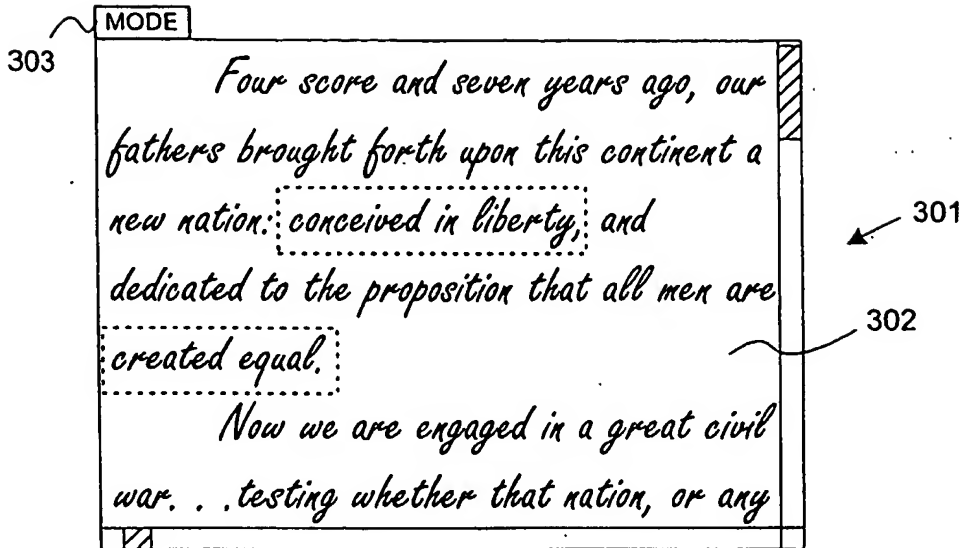 MODE
303
Four score and seven years ago, our
fathers brought forth upon this continent a
new nation: conceived in liberty, and
301
dedicated to the proposition that all men are
302
created equal.
Now we are engaged in a great civil
war. . .testing whether that nation, or any